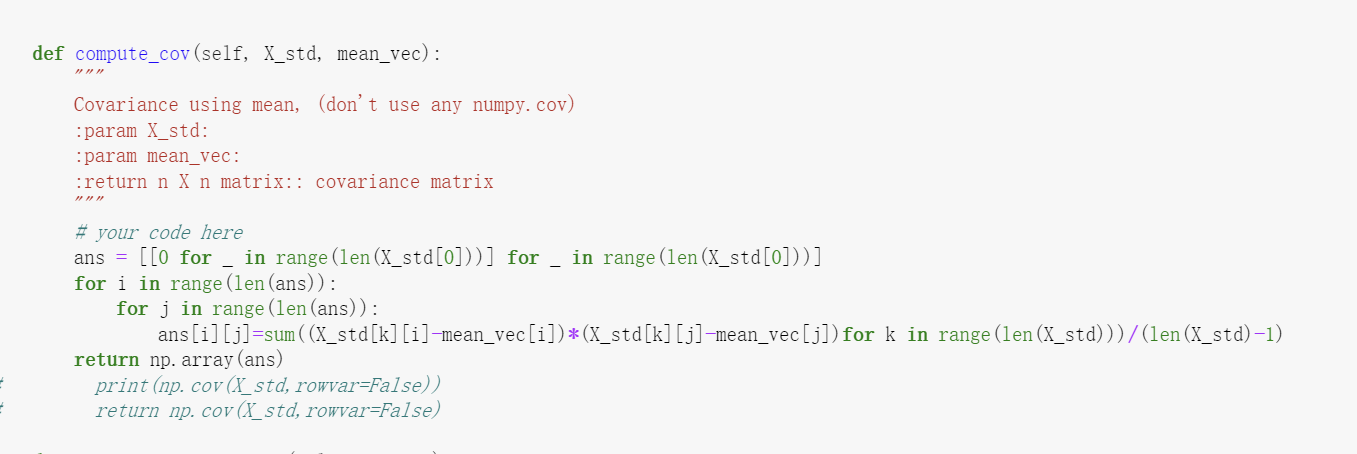 def compute_cov(self, X_std, mean_vec):
"""
Covariance using mean, (don't use any numpy.cov)
:param X_std:
:param mean_vec:
:return n X n matrix:: covariance matrix
"""
# your code here
ans = [[0 for _ in range(len(X_std[0]))] for _ in range(len(X_std[0]))]
for i in range(len(ans)):
for j in range(len(ans)):
ans[i][j]=sum((X_std[k][i]-mean_vec[i])*(X_std[k][j]-mean_vec[j])for k in range(len(X_std)))/(len(X_std)-1)
return np.array(ans)
# print(np.cov(X_std,rowvar=False))
# return np.cov(X_std,rowvar=False)